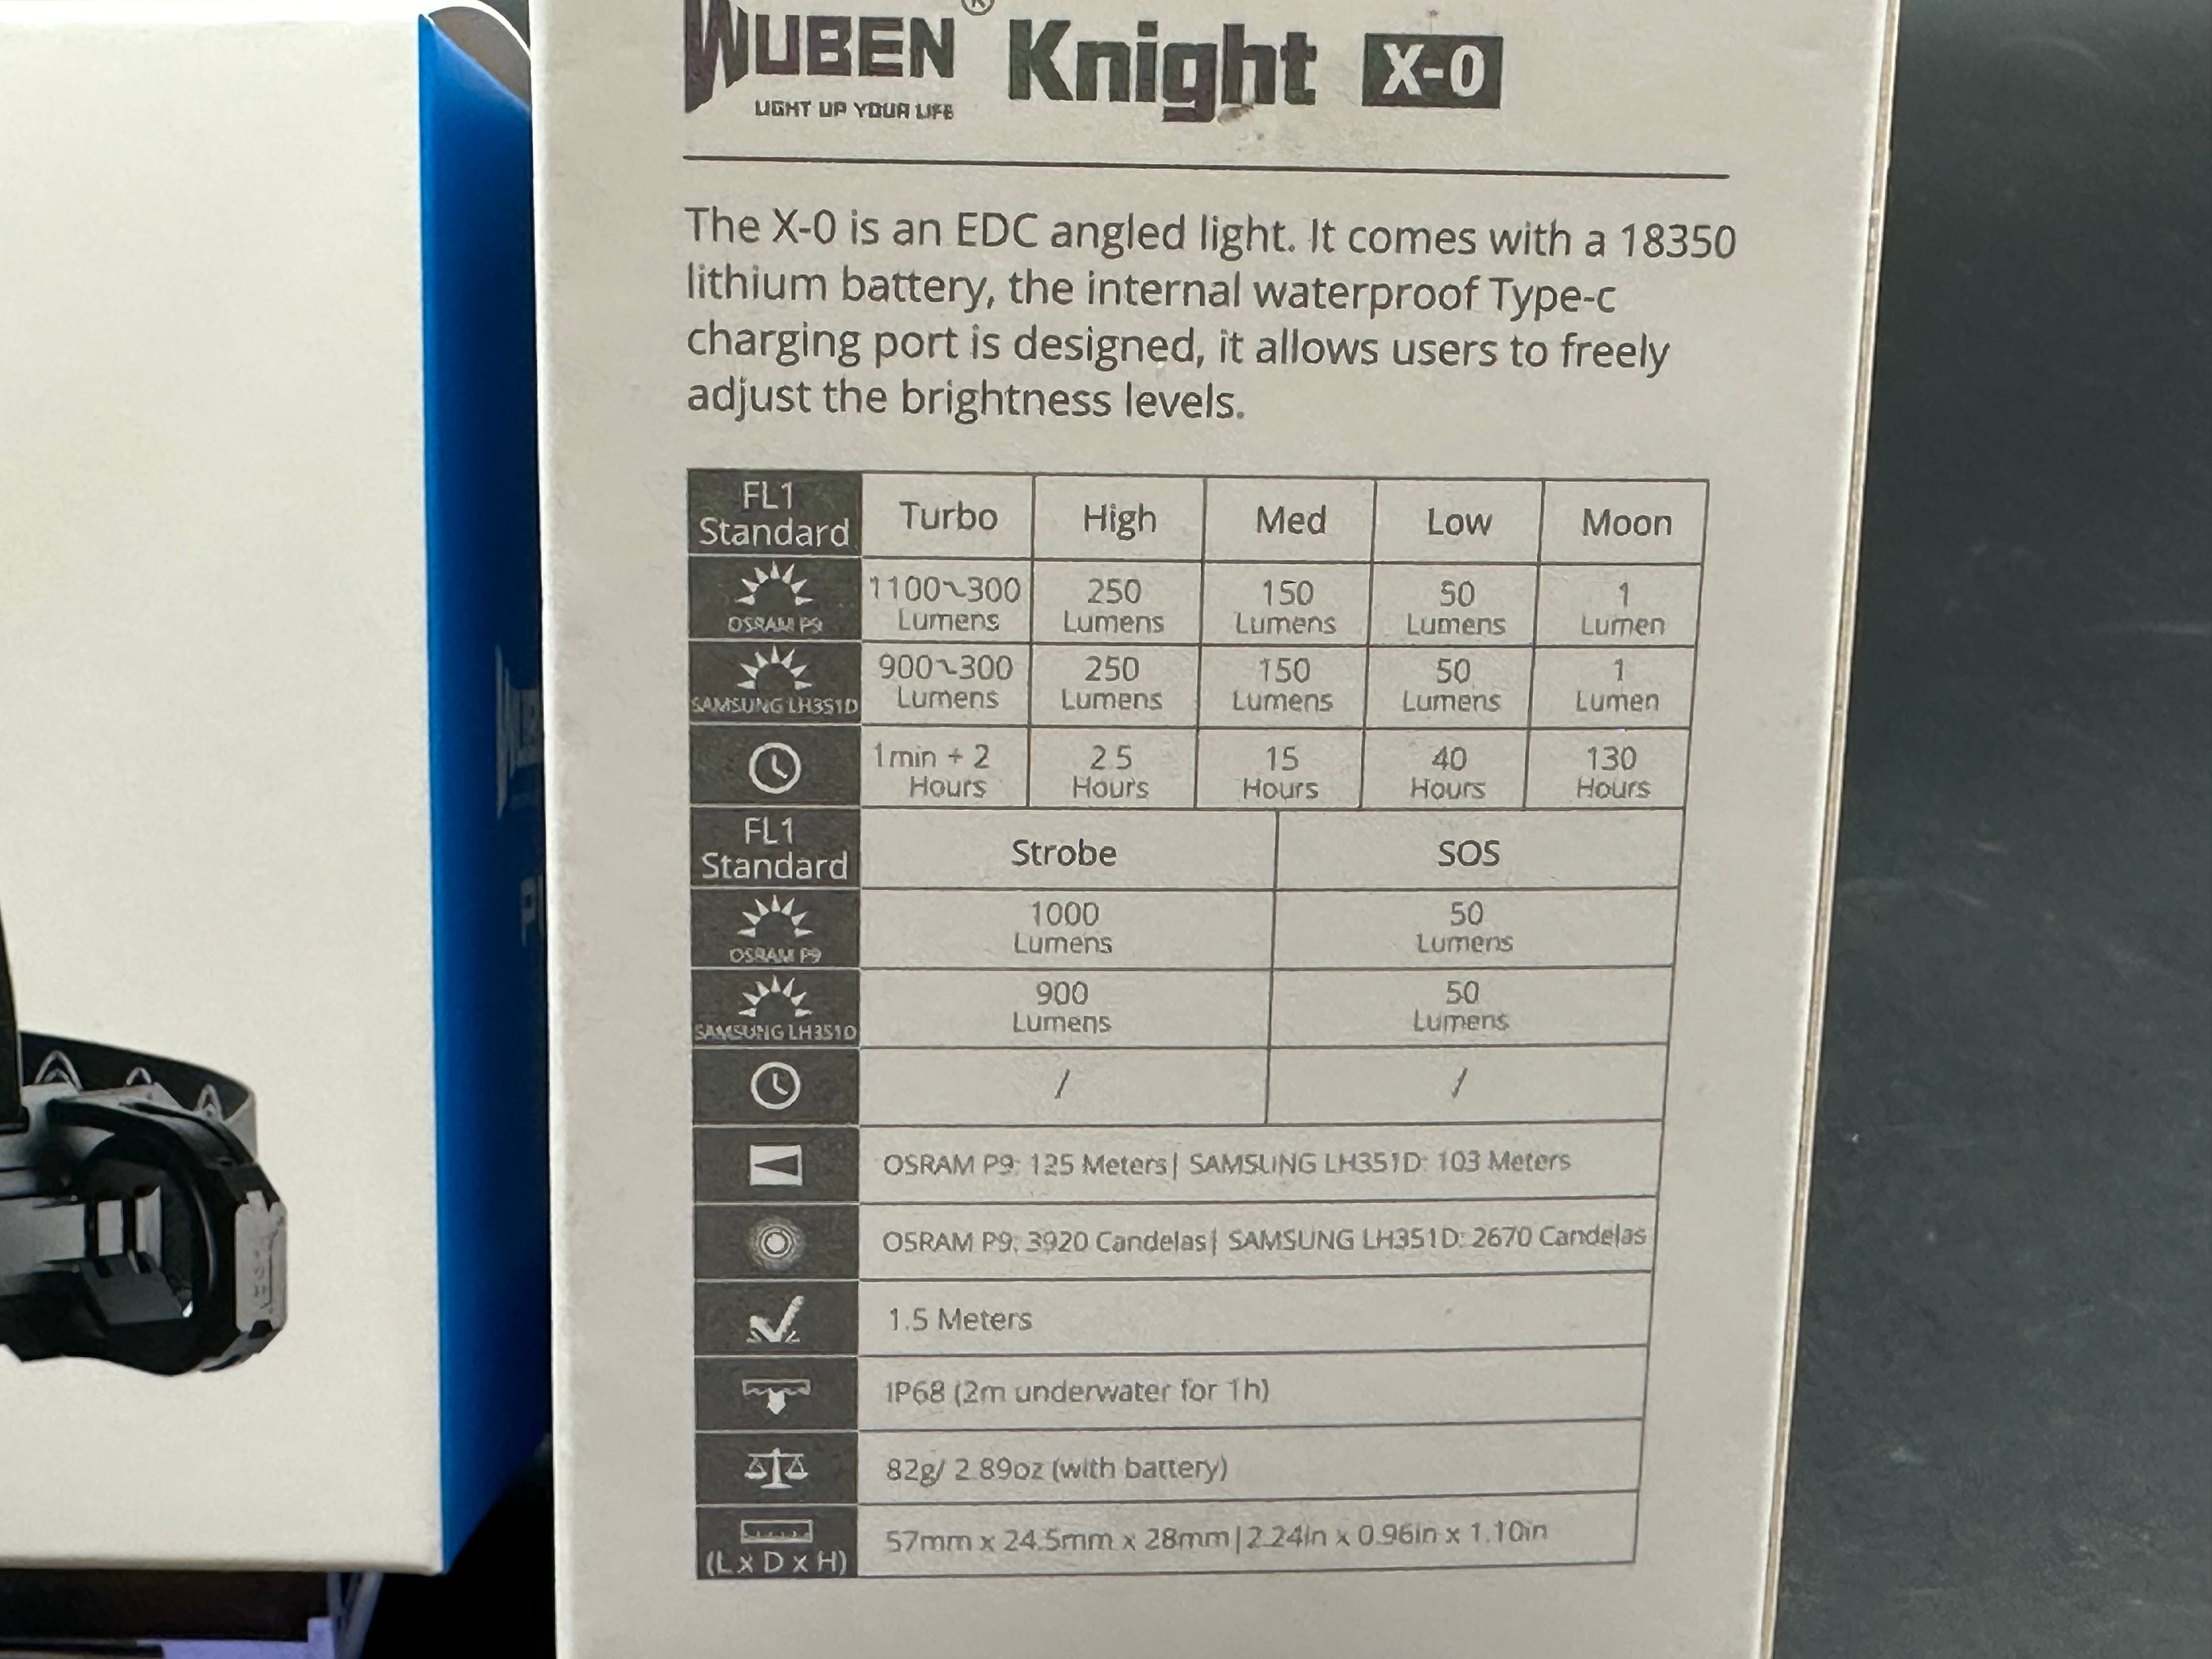 WUBEN® Knight X-0
LIGHT UP YOUR LIFE
The X-0 is an EDC angled light. It comes with a 18350
lithium battery, the internal waterproof Type-c
charging port is designed, it allows users to freely
adjust the brightness levels.
FL1 Standard Turbo High Med Low Moon
OSRAM P9 1100~300 Lumens 250 Lumens 150 Lumens 50 Lumens 1 Lumen
SAMSUNG LH351D 900~300 Lumens 250 Lumens 150 Lumens 50 Lumens 1 Lumen
1min + 2 Hours 2.5 Hours 15 Hours 40 Hours 130 Hours
FL1 Standard Strobe SOS
OSRAM P9 1000 Lumens 50 Lumens
SAMSUNG LH351D 900 Lumens 50 Lumens
/ /
OSRAM P9: 125 Meters| SAMSUNG LH351D: 103 Meters
OSRAM P9: 3920 Candelas| SAMSUNG LH351D: 2670 Candelas
1.5 Meters
IP68 (2m underwater for 1h)
82g/ 2.89oz (with battery)
(L x D x H) 57mm x 24.5mm x 28mm|2.24in x 0.96in x 1.10in